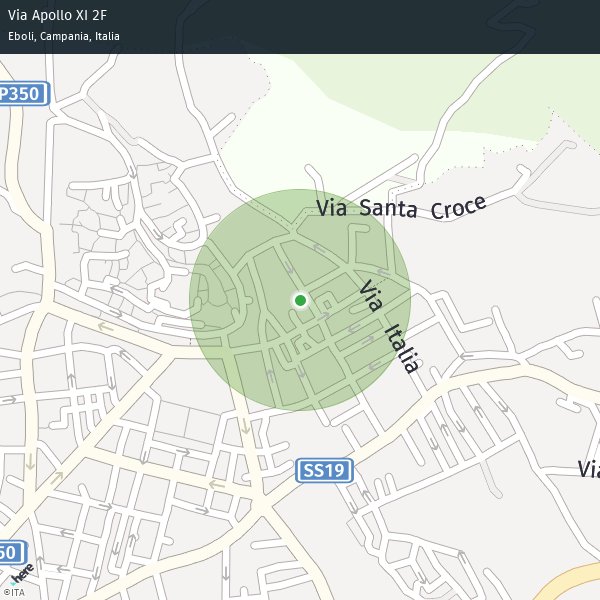 Via Apollo XI 2F
Eboli, Campania, Italia
P350
Via Santa Croce
Via Italia
SS19
Via
50
here
©ITA